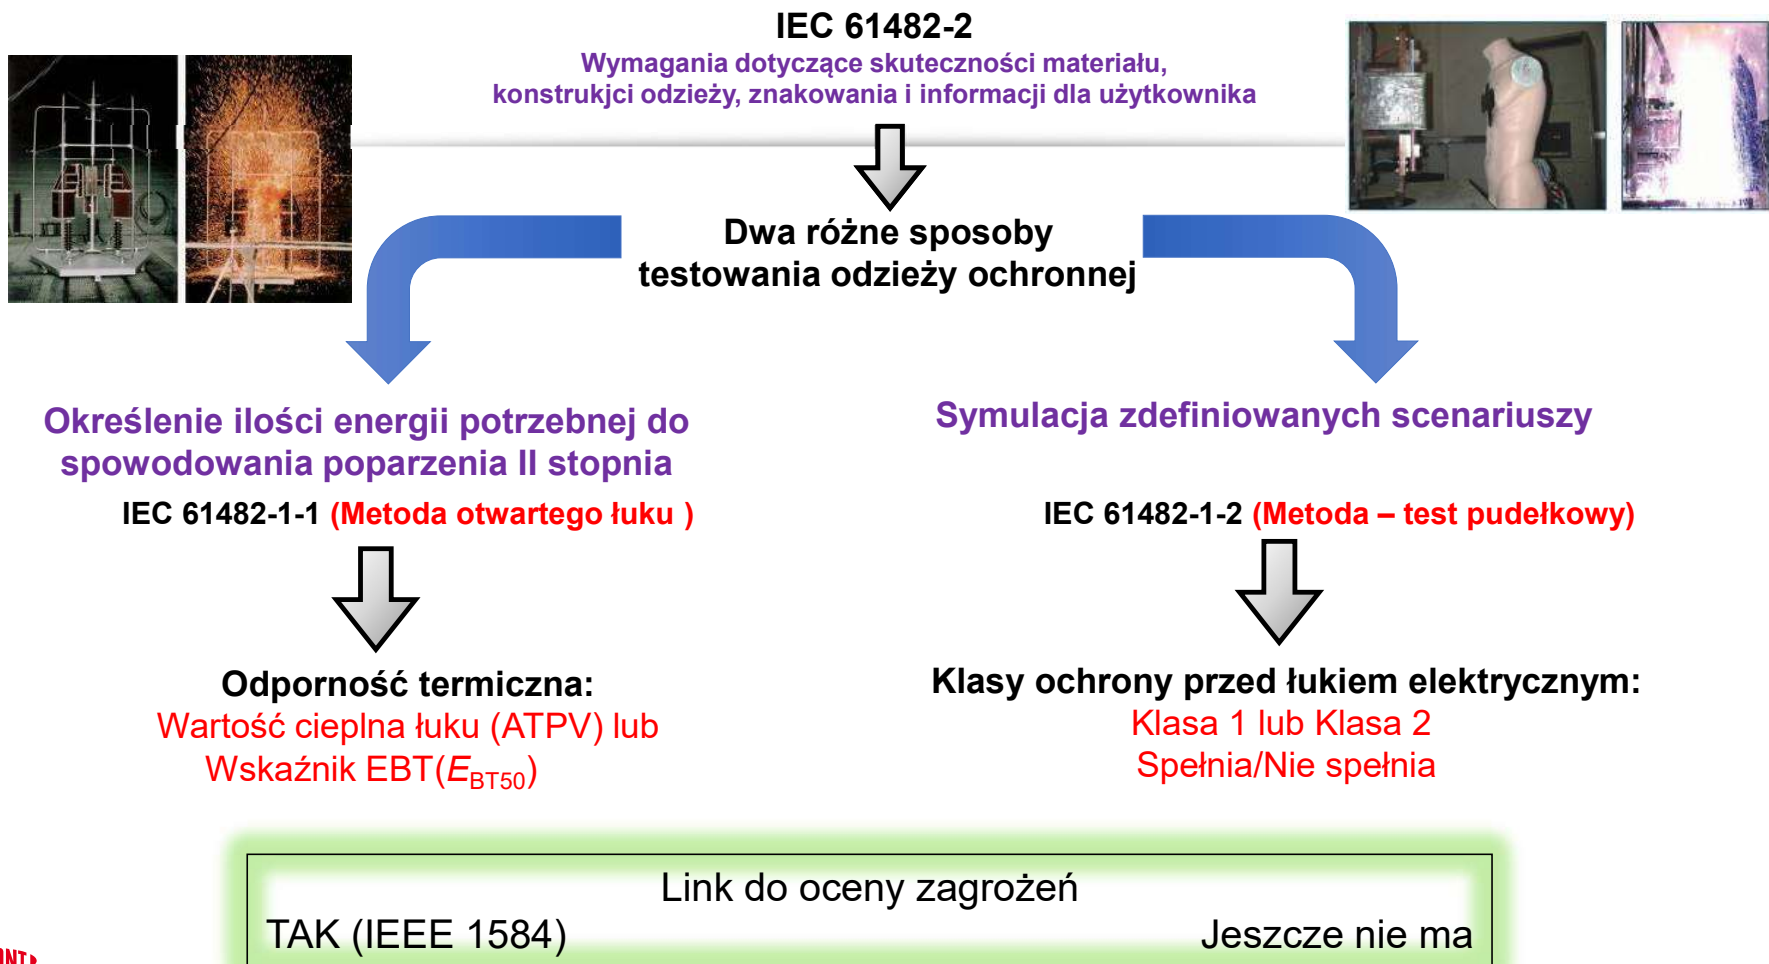 IEC 61482-2
Wymagania dotyczące skuteczności materiału,
konstrukjci odzieży, znakowania i informacji dla użytkownika
Dwa różne sposoby
testowania odzieży ochronnej
Określenie ilości energii potrzebnej do
spowodowania poparzenia II stopnia
IEC 61482-1-1 (Metoda otwartego łuku )
Odporność termiczna:
Wartość cieplna łuku (ATPV) lub
Wskaźnik EBT(EBT50)
Symulacja zdefiniowanych scenariuszy
IEC 61482-1-2 (Metoda – test pudełkowy)
Klasy ochrony przed łukiem elektrycznym:
Klasa 1 lub Klasa 2
Spełnia/Nie spełnia
Link do oceny zagrożeń
TAK (IEEE 1584) Jeszcze nie ma